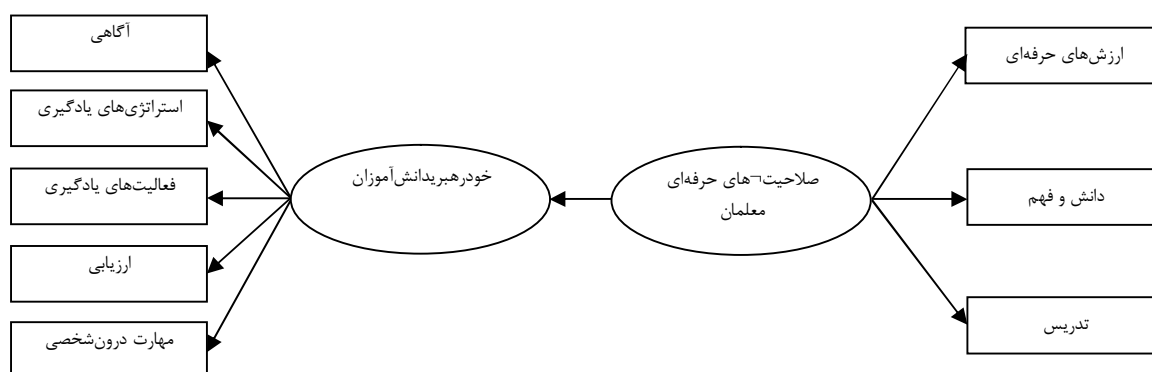 ارزش‌های حرفه‌ای
دانش و فهم
تدریس
صلاحیت¬های حرفه‌ای
معلمان
خودرهبریدانش‌آموزان
آگاهی
استراتژی‌های یادگیری
فعالیت‌های یادگیری
ارزیابی
مهارت درون‌شخصی